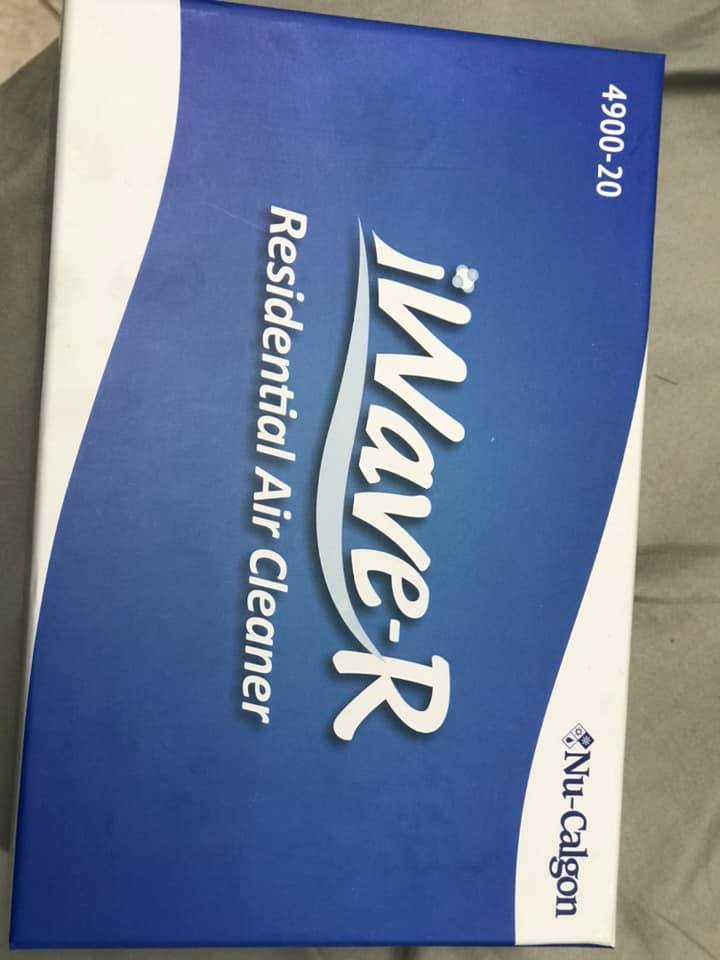 4900-20
iWave-R
Residential Air Cleaner
Nu-Calgon